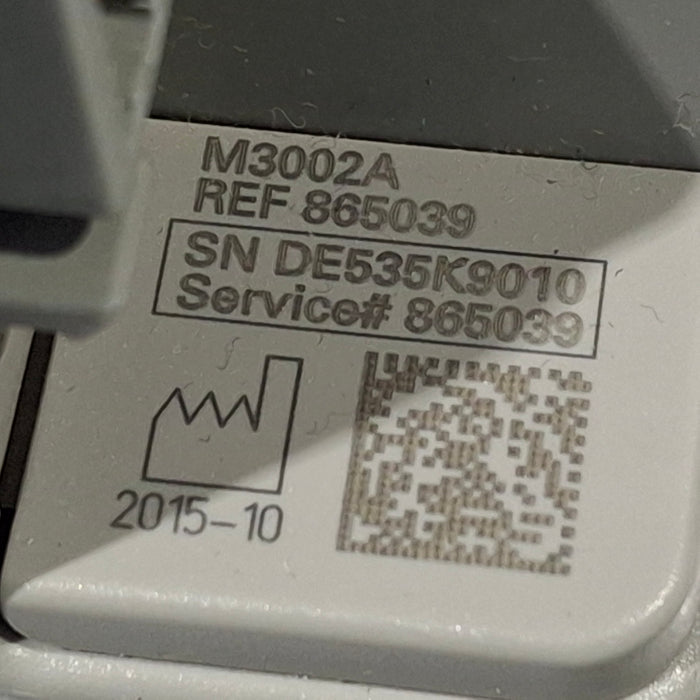 M3002A
REF 865039
SN DE535K9010
Service# 865039
2015-10